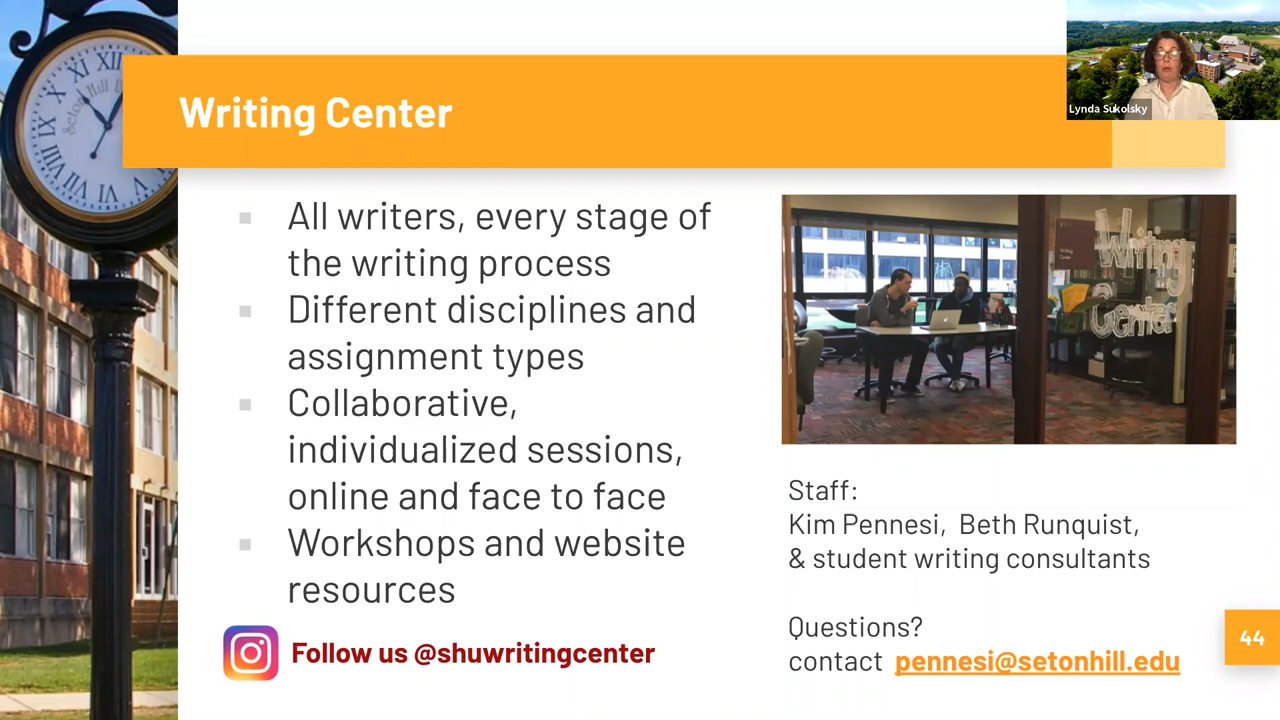 Writing Center
Lynda Sukolsky
All writers, every stage of
the writing process
Different disciplines and
assignment types
Collaborative,
individualized sessions,
online and face to face
Workshops and website
resources
Follow us @shuwritingcenter
Writing
Center
Staff:
Kim Pennesi, Beth Runquist,
& student writing consultants
Questions?
contact pennesi@setonhill.edu
44